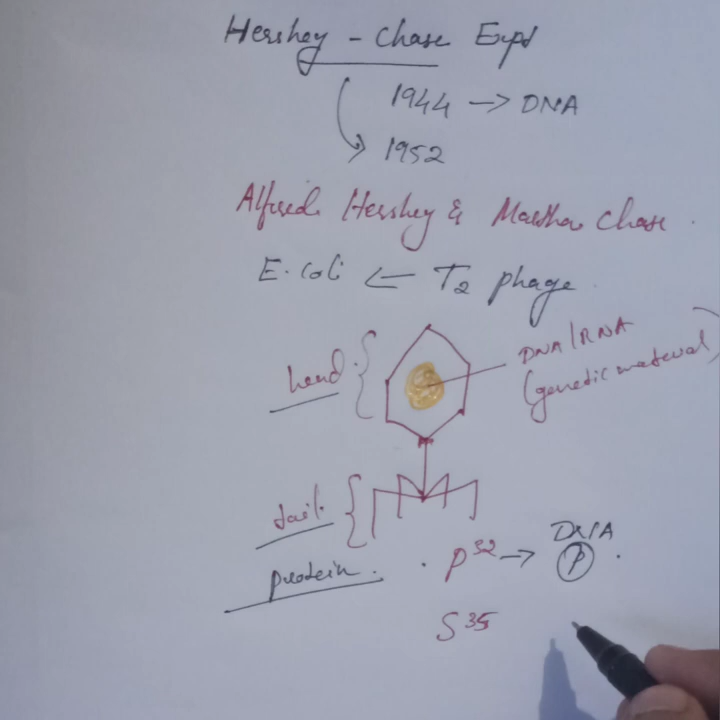 Hershey - Chase Expt
1944 → DNA
1952
Alfred Hershey & Martha Chase.
E. coli ← T2 phage.
head
DNA/RNA
(genetic material)
tail
protein.
. P32 → DNA
P .
S35